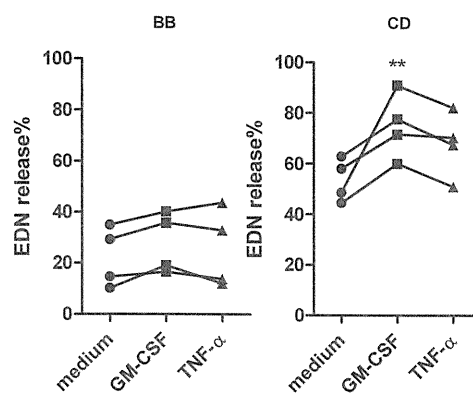 BB
EDN release%
100
80
60
40
20
0
medium
GM-CSF
TNF-α
CD
**
EDN release%
100
80
60
40
20
0
medium
GM-CSF
TNF-α